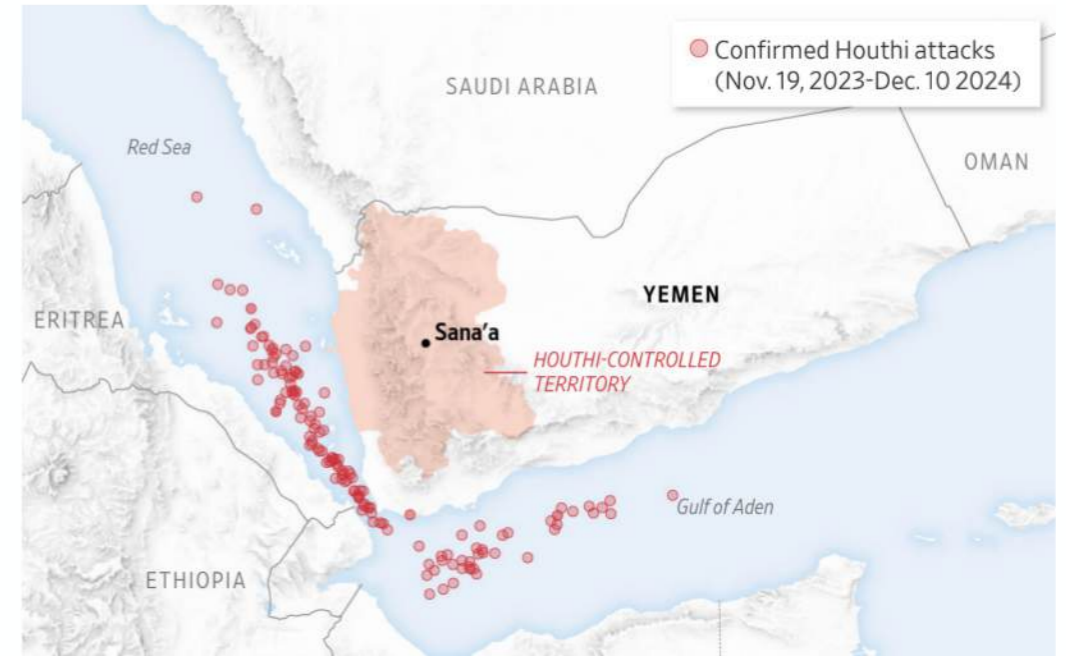 Confirmed Houthi attacks
(Nov. 19, 2023-Dec. 10 2024)
SAUDI ARABIA
Red Sea
OMAN
YEMEN
ERITREA
Sana'a
HOUTHI-CONTROLLED
TERRITORY
Gulf of Aden
ETHIOPIA